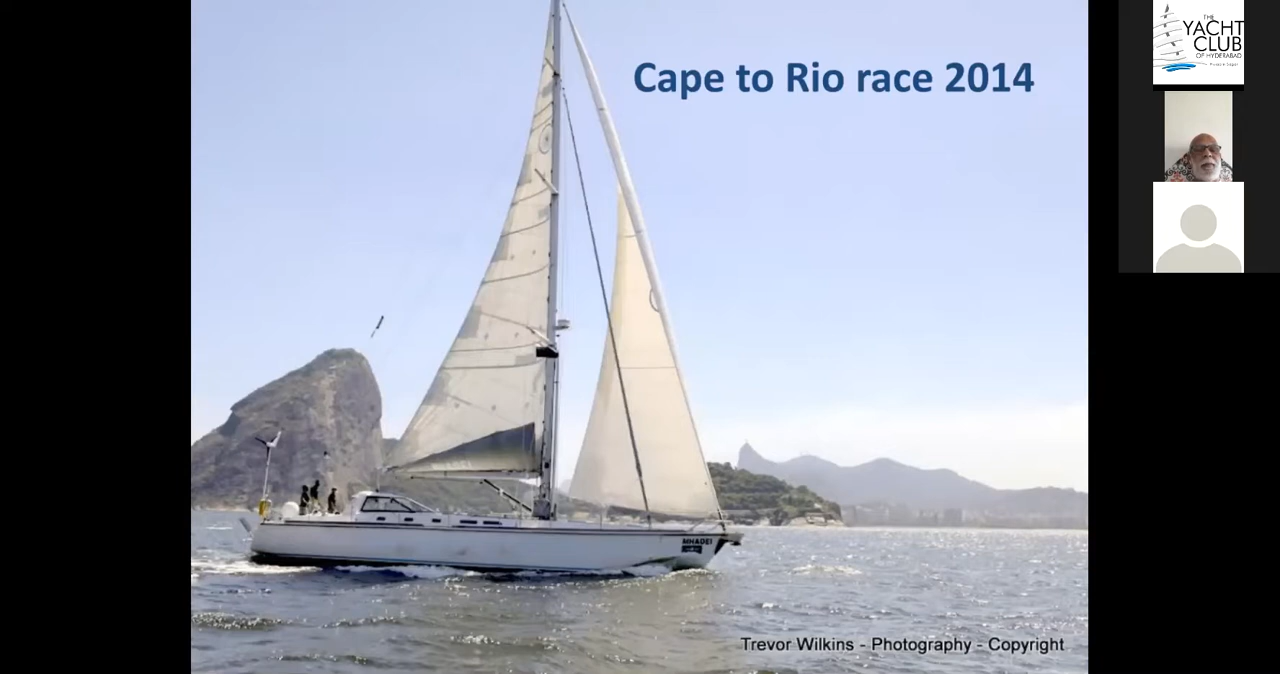 Cape to Rio race 2014
MHADEI
Trevor Wilkins - Photography - Copyright
THE
YACHT
CLUB
OF HYDERABAD